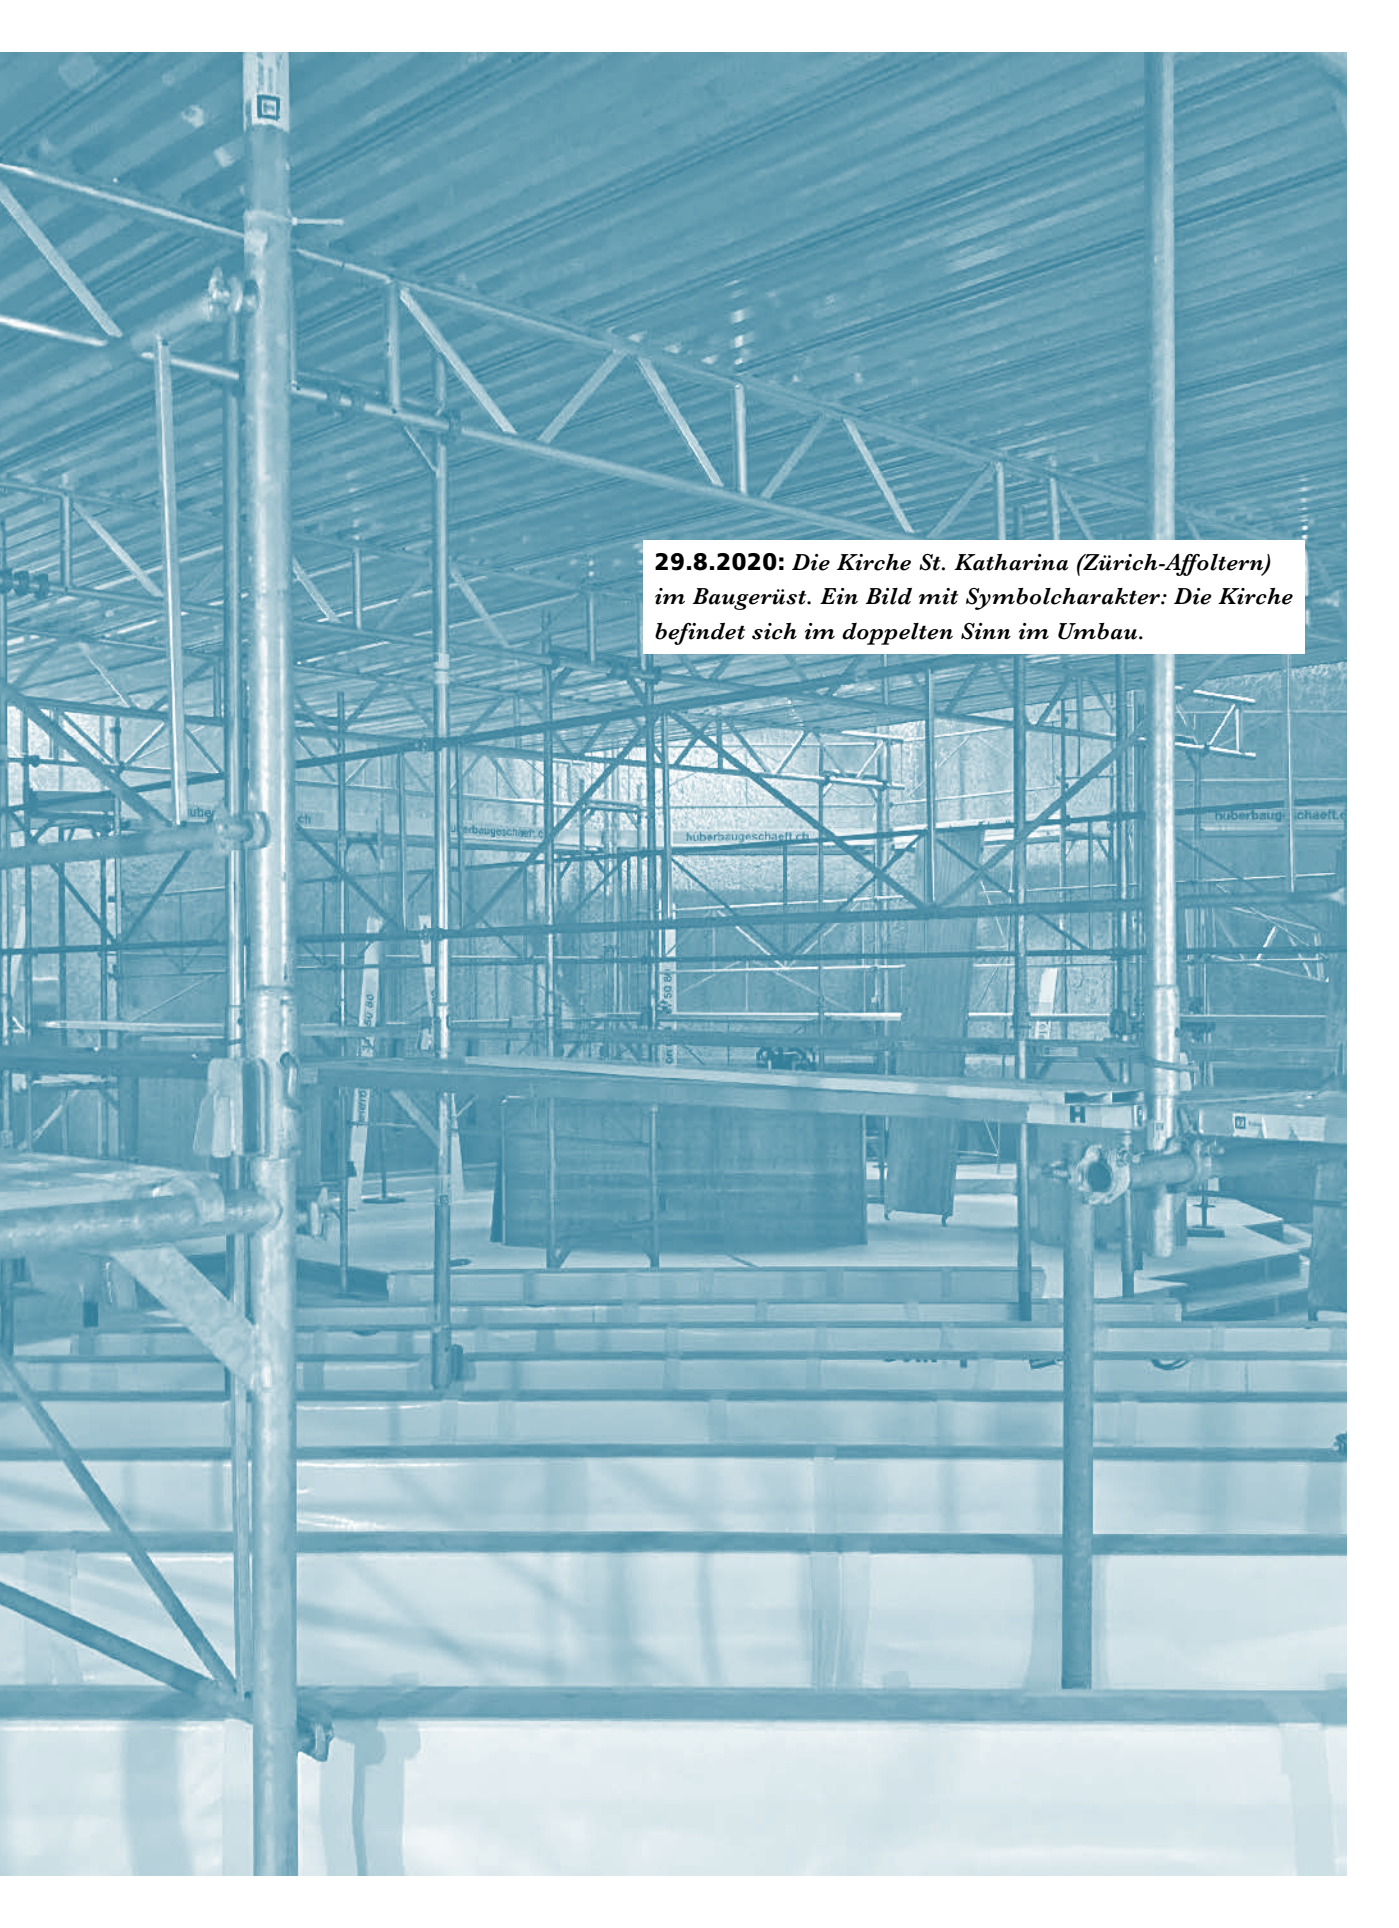 29.8.2020: Die Kirche St. Katharina (Zürich-Affoltern)
im Baugerüst. Ein Bild mit Symbolcharakter: Die Kirche
befindet sich im doppelten Sinn im Umbau.
huberbaugeschaeft.ch
H